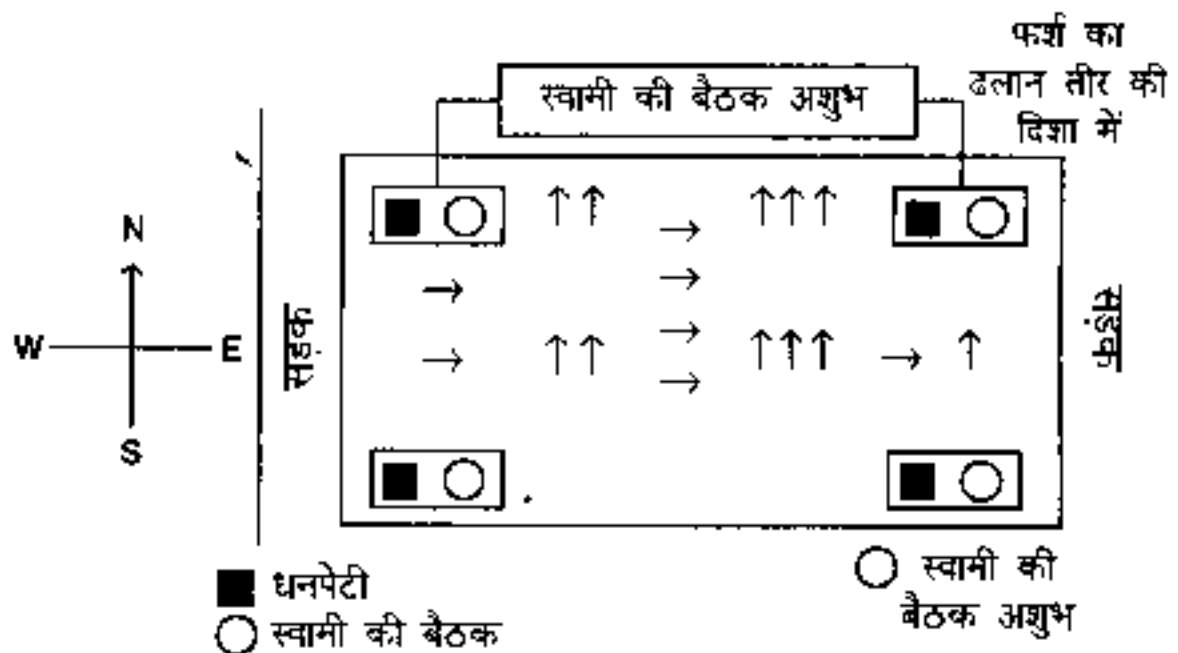 फर्श का
ढलान तीर की
दिशा में
स्वामी की बैठक अशुभ
N
W
E
S
सड़क
सड़क
धनपेटी
स्वामी की बैठक
स्वामी की
बैठक अशुभ